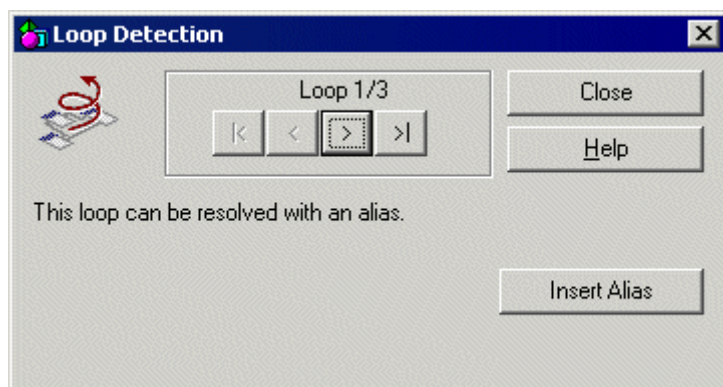 Loop Detection
Loop 1/3
|< < > >|
Close
Help
This loop can be resolved with an alias.
Insert Alias